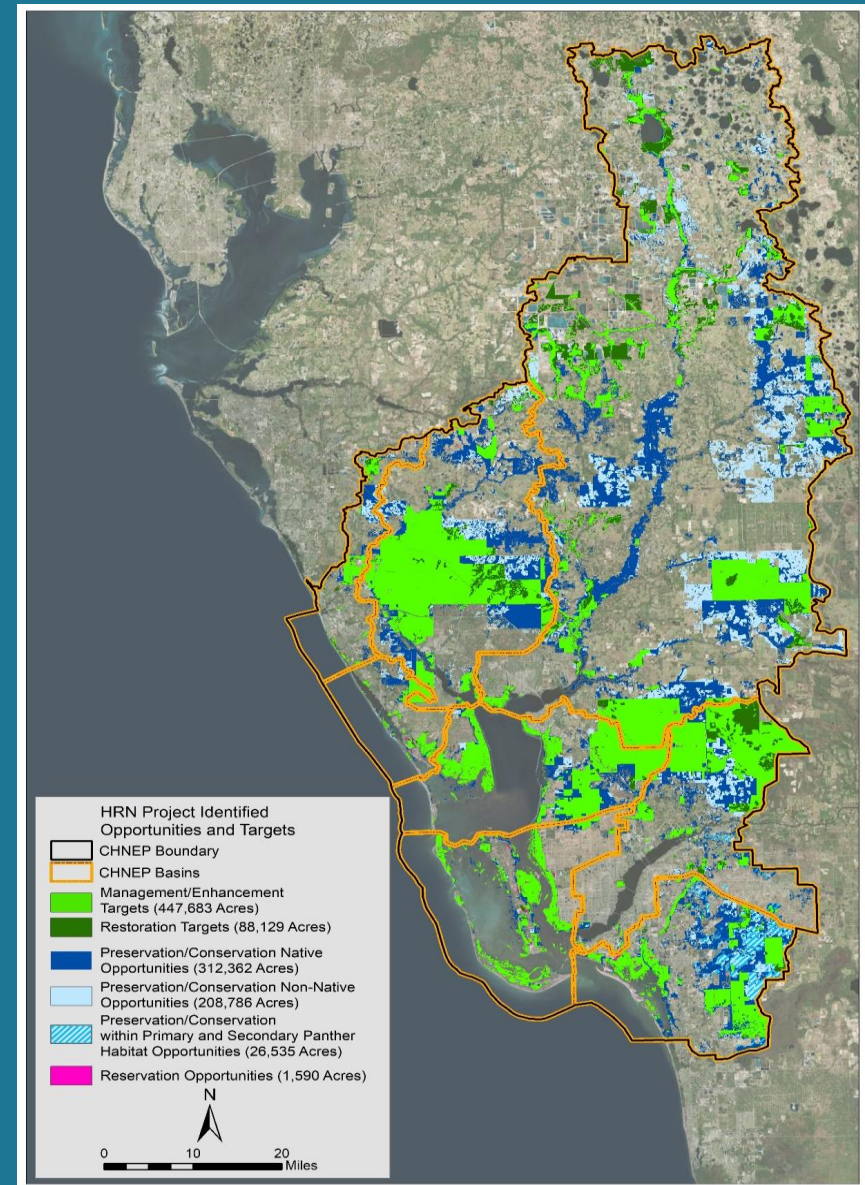 HRN Project Identified
Opportunities and Targets
CHNEP Boundary
CHNEP Basins
Management/Enhancement
Targets (447,683 Acres)
Restoration Targets (88,129 Acres)
Preservation/Conservation Native
Opportunities (312,362 Acres)
Preservation/Conservation Non-Native
Opportunities (208,786 Acres)
Preservation/Conservation
within Primary and Secondary Panther
Habitat Opportunities (26,535 Acres)
Reservation Opportunities (1,590 Acres)
N
0 10 20
Miles